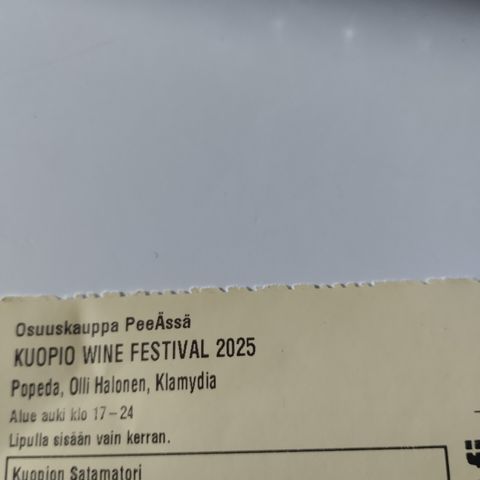 Osuuskauppa PeeÄssä
KUOPIO WINE FESTIVAL 2025
Popeda, Olli Halonen, Klamydia
Alue auki klo 17–24
Lipulla sisään vain kerran.
Kuopion Satamatori